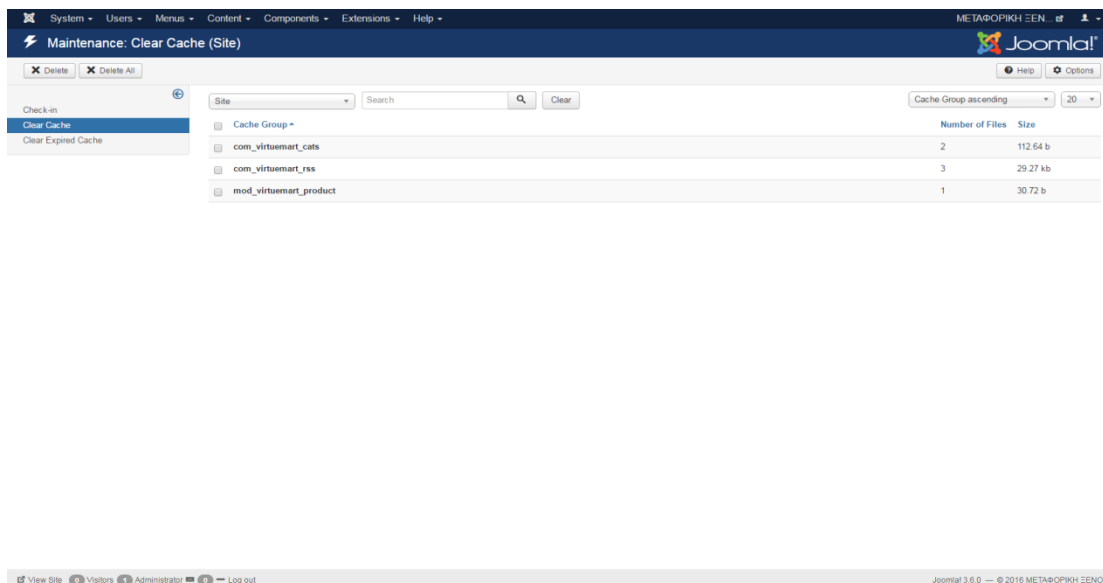 System Users Menus Content Components Extensions Help ΜΕΤΑΦΟΡΙΚΗ ΞΕΝ...
Maintenance: Clear Cache (Site) Joomla!®
Delete Delete All Help Options
Site Search Clear Cache Group ascending 20
Check-in
Clear Cache
Clear Expired Cache
Cache Group Number of Files Size
com_virtuemart_cats 2 112.64 b
com_virtuemart_rss 3 29.27 kb
mod_virtuemart_product 1 30.72 b
View Site 0 Visitors 1 Administrator 0 Log out Joomla! 3.6.0 — © 2016 ΜΕΤΑΦΟΡΙΚΗ ΞΕΝΟ